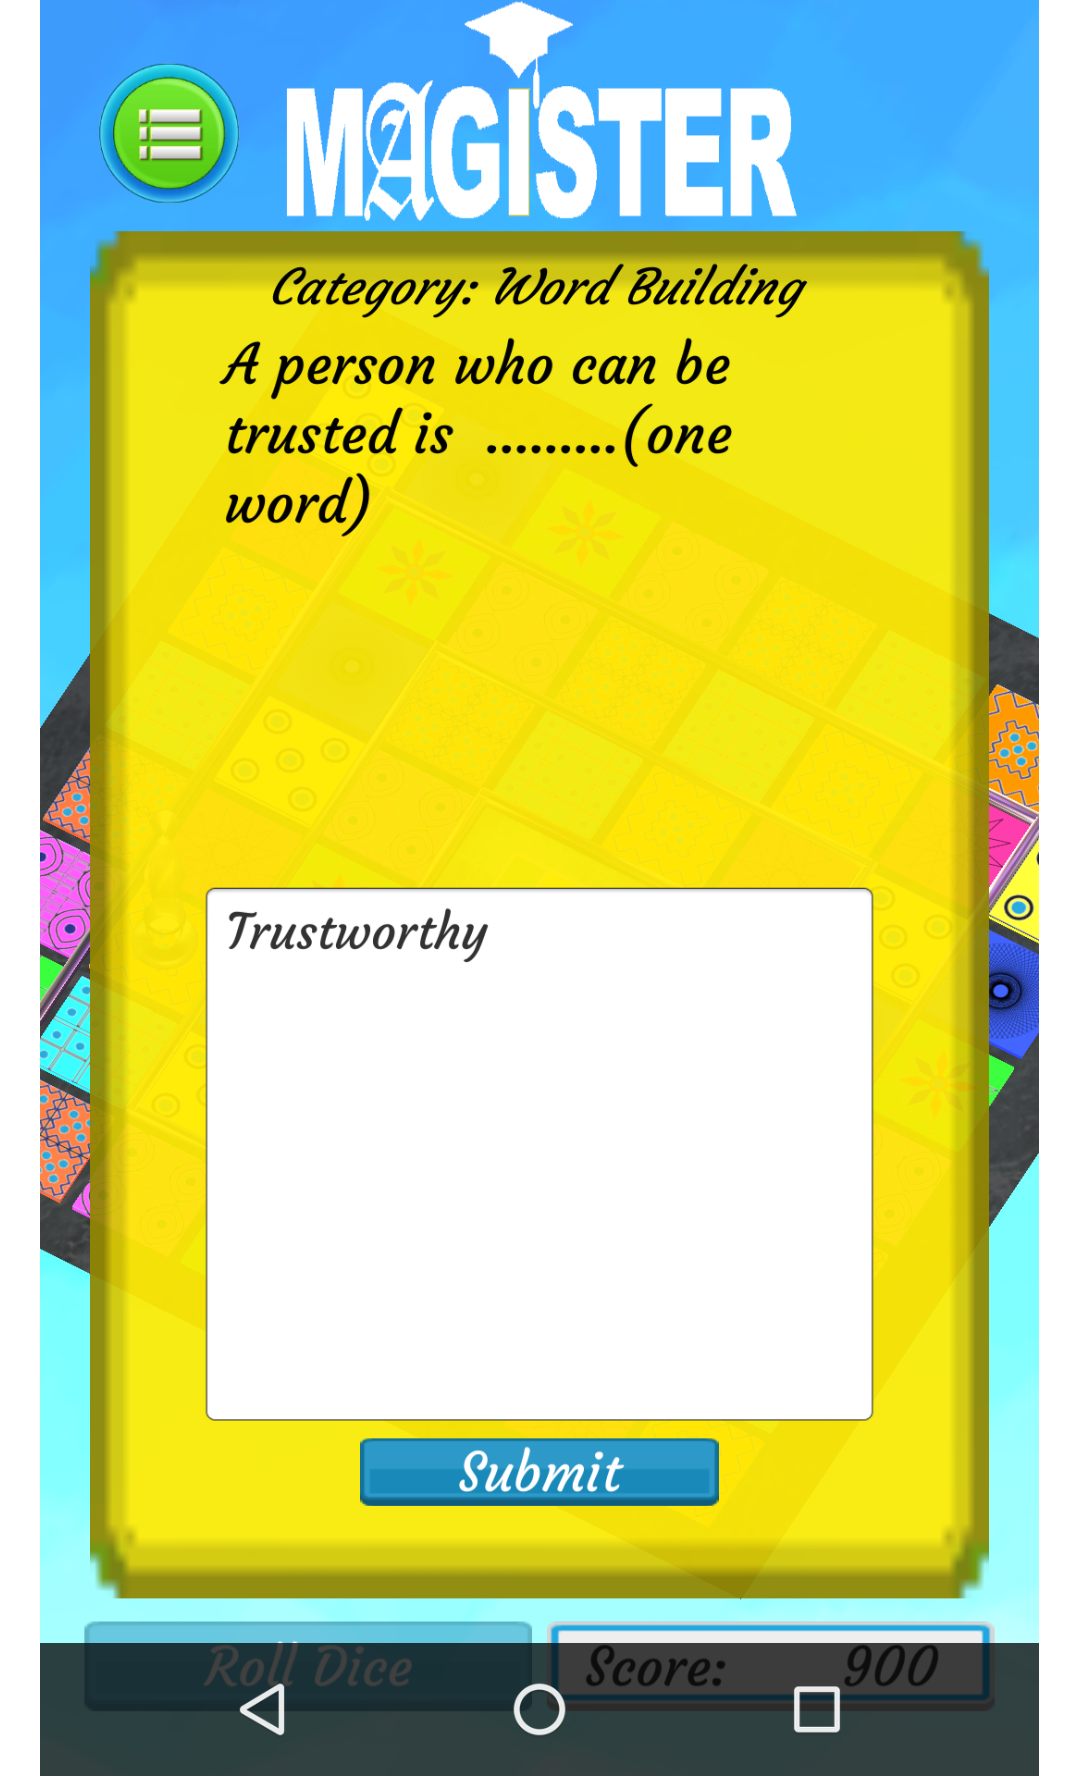 MAGISTER
Category: Word Building
A person who can be
trusted is .........(one
word)
Trustworthy
Submit
Roll Dice
Score: 900